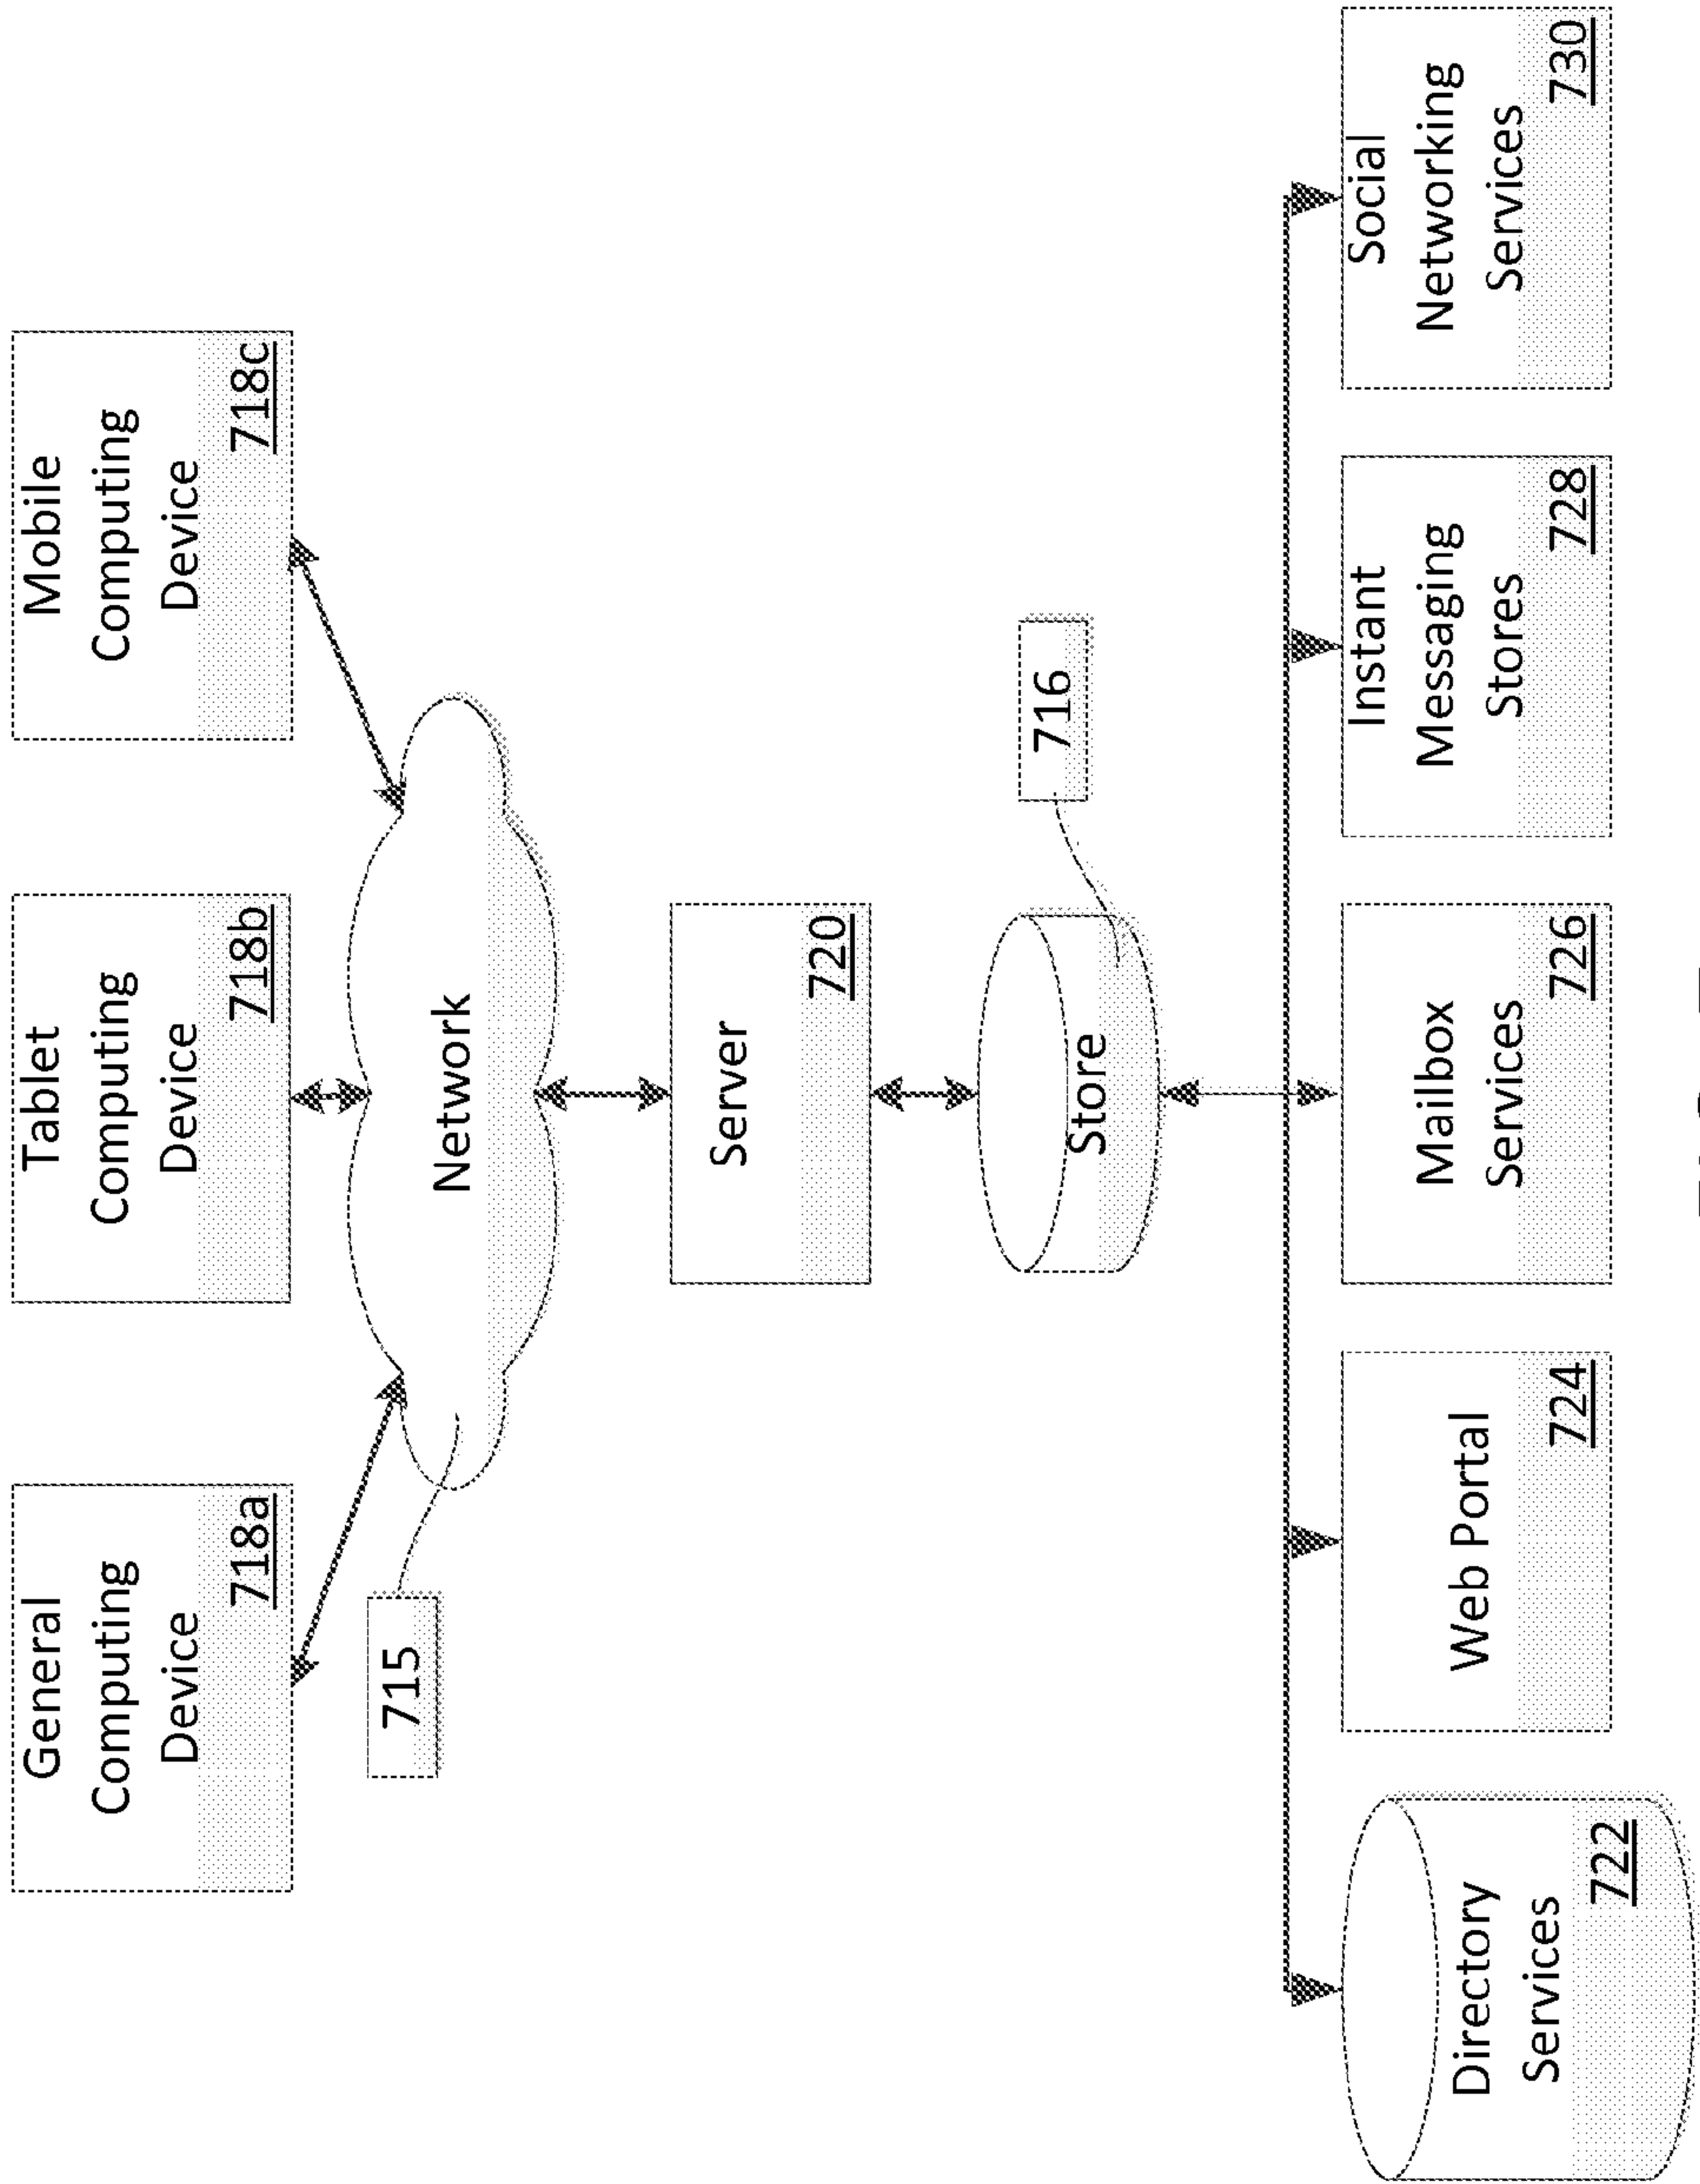 General
Computing
Device
718a
Tablet
Computing
Device
718b
Mobile
Computing
Device
718c
715
Network
Server
720
716
Store
Directory
Services
722
Web Portal
724
Mailbox
Services
726
Instant
Messaging
Stores
728
Social
Networking
Services
730